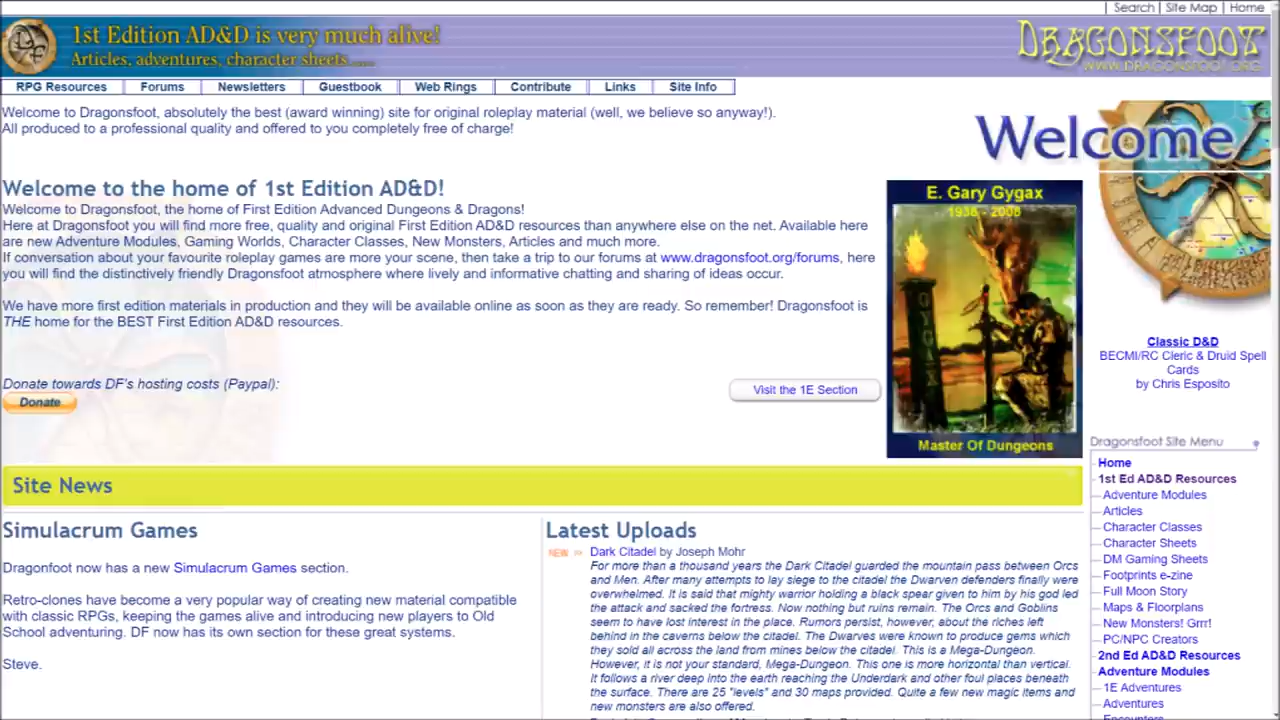 | Search | Site Map | Home
1st Edition AD&D is very much alive!
Articles, adventures, character sheets.....
DRAGONSFOOT
WWW.DRAGONSFOOT.ORG
RPG Resources
Forums
Newsletters
Guestbook
Web Rings
Contribute
Links
Site Info
Welcome to Dragonsfoot, absolutely the best (award winning) site for original roleplay material (well, we believe so anyway!).
All produced to a professional quality and offered to you completely free of charge!
Welcome
Welcome to the home of 1st Edition AD&D!
Welcome to Dragonsfoot, the home of First Edition Advanced Dungeons & Dragons!
Here at Dragonsfoot you will find more free, quality and original First Edition AD&D resources than anywhere else on the net. Available here
are new Adventure Modules, Gaming Worlds, Character Classes, New Monsters, Articles and much more.
If conversation about your favourite roleplay games are more your scene, then take a trip to our forums at www.dragonsfoot.org/forums, here
you will find the distinctively friendly Dragonsfoot atmosphere where lively and informative chatting and sharing of ideas occur.
We have more first edition materials in production and they will be available online as soon as they are ready. So remember! Dragonsfoot is
THE home for the BEST First Edition AD&D resources.
Donate towards DF's hosting costs (Paypal):
Donate
Visit the 1E Section
E. Gary Gygax
1938 - 2008
Master Of Dungeons
Classic D&D
BECMI/RC Cleric & Druid Spell
Cards
by Chris Esposito
Site News
Simulacrum Games
Dragonfoot now has a new Simulacrum Games section.
Retro-clones have become a very popular way of creating new material compatible
with classic RPGs, keeping the games alive and introducing new players to Old
School adventuring. DF now has its own section for these great systems.
Steve.
Latest Uploads
NEW »
Dark Citadel by Joseph Mohr
For more than a thousand years the Dark Citadel guarded the mountain pass between Orcs
and Men. After many attempts to lay siege to the citadel the Dwarven defenders finally were
overwhelmed. It is said that mighty warrior holding a black spear given to him by his god led
the attack and sacked the fortress. Now nothing but ruins remain. The Orcs and Goblins
seem to have lost interest in the place. Rumors persist, however, about the riches left
behind in the caverns below the citadel. The Dwarves were known to produce gems which
they sold all across the land from mines below the citadel. This is a Mega-Dungeon.
However, it is not your standard, Mega-Dungeon. This one is more horizontal than vertical.
It follows a river deep into the earth reaching the Underdark and other foul places beneath
the surface. There are 25 "levels" and 30 maps provided. Quite a few new magic items and
new monsters are also offered.
Dragonsfoot Site Menu
Home
1st Ed AD&D Resources
Adventure Modules
Articles
Character Classes
Character Sheets
DM Gaming Sheets
Footprints e-zine
Full Moon Story
Maps & Floorplans
New Monsters! Grrr!
PC/NPC Creators
2nd Ed AD&D Resources
Adventure Modules
1E Adventures
Adventures